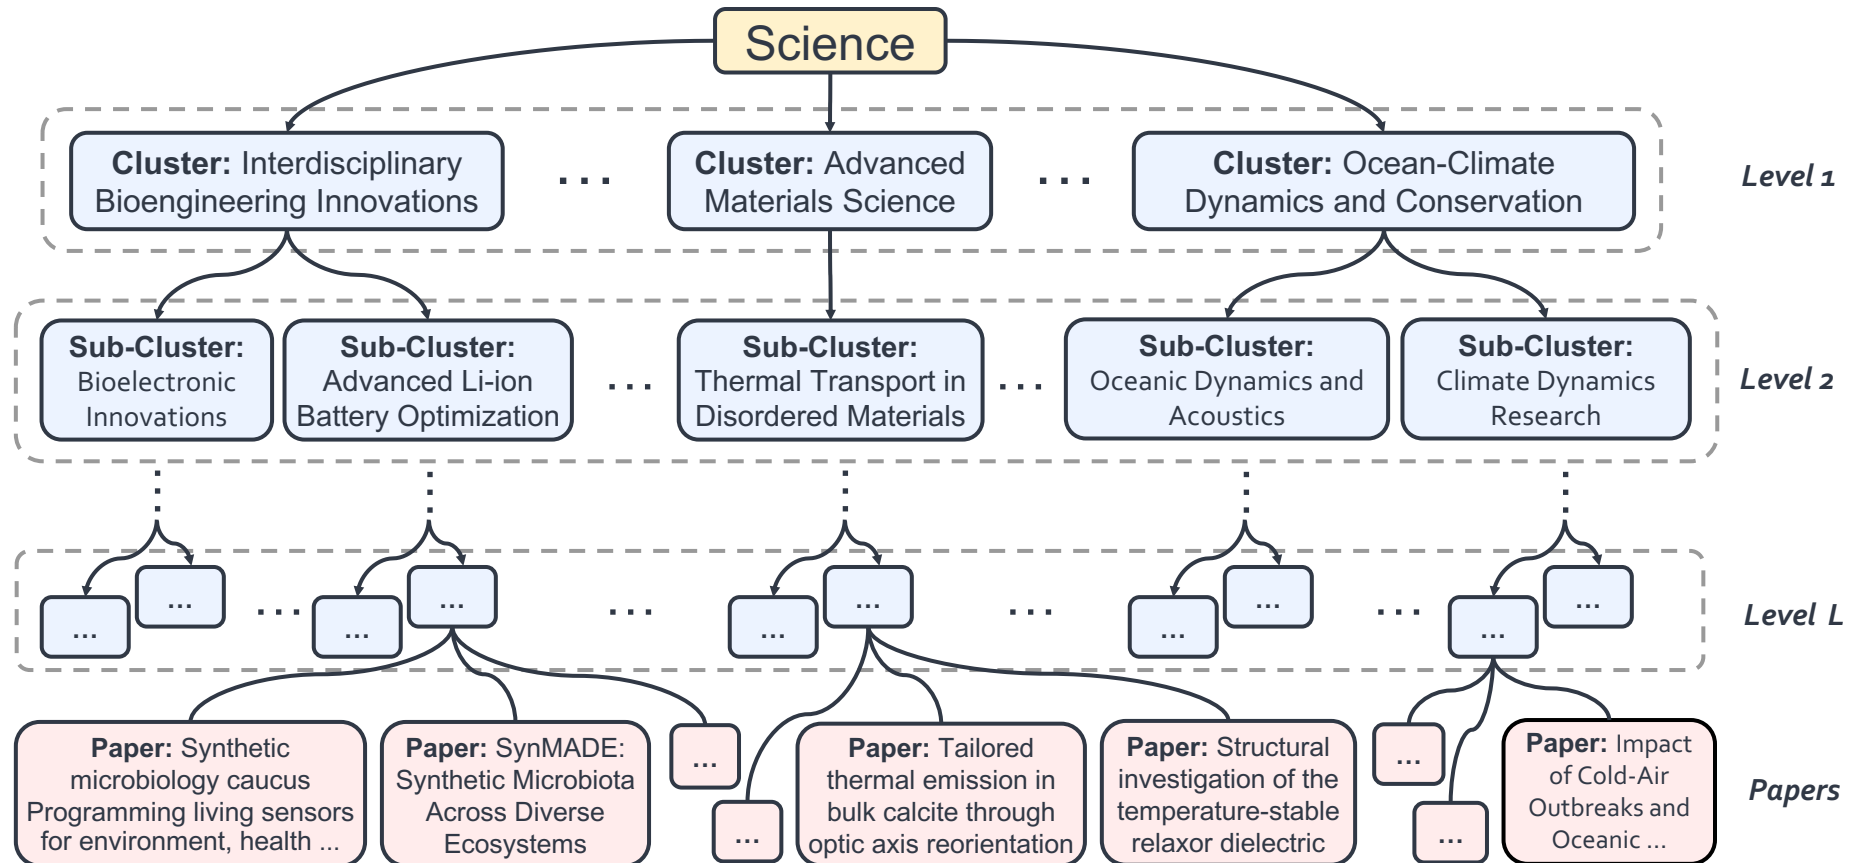 Science
Cluster: Interdisciplinary
Bioengineering Innovations
...
Cluster: Advanced
Materials Science
...
Cluster: Ocean-Climate
Dynamics and Conservation
Level 1
Sub-Cluster:
Bioelectronic
Innovations
Sub-Cluster:
Advanced Li-ion
Battery Optimization
...
Sub-Cluster:
Thermal Transport in
Disordered Materials
...
Sub-Cluster:
Oceanic Dynamics and
Acoustics
Sub-Cluster:
Climate Dynamics
Research
Level 2
...
...
...
...
...
...
...
...
...
...
...
...
...
...
Level L
Paper: Synthetic
microbiology caucus
Programming living sensors
for environment, health ...
Paper: SynMADE:
Synthetic Microbiota
Across Diverse
Ecosystems
...
...
Paper: Tailored
thermal emission in
bulk calcite through
optic axis reorientation
Paper: Structural
investigation of the
temperature-stable
relaxor dielectric
...
...
Paper: Impact
of Cold-Air
Outbreaks and
Oceanic ...
Papers